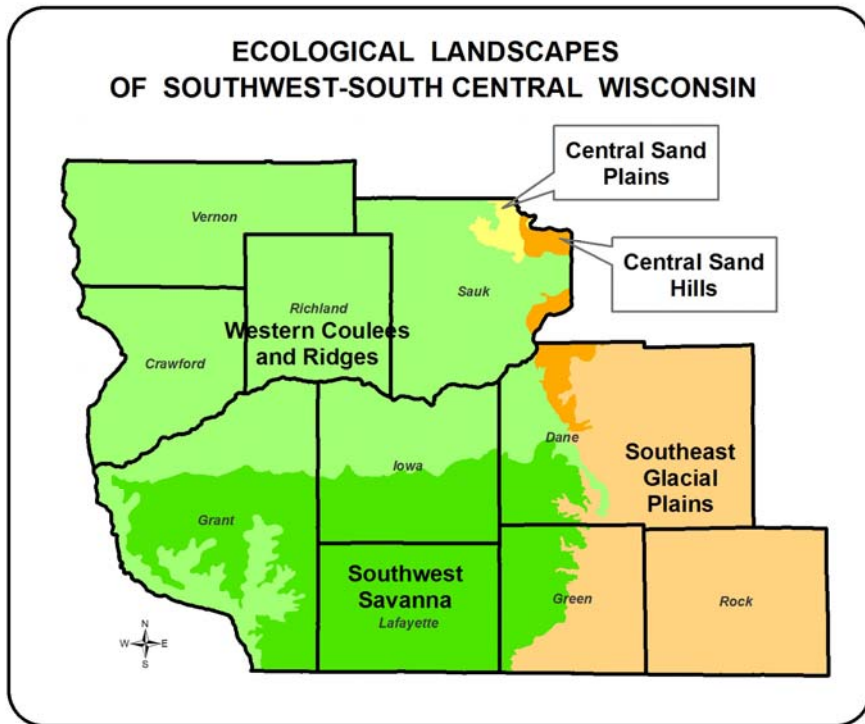 ECOLOGICAL LANDSCAPES
OF SOUTHWEST-SOUTH CENTRAL WISCONSIN
Central Sand
Plains
Vernon
Central Sand
Hills
Sauk
Richland
Western Coulees
and Ridges
Crawford
Dane
Iowa
Southeast
Glacial
Plains
Grant
Southwest
Savanna
Lafayette
Green
Rock
N
W E
S